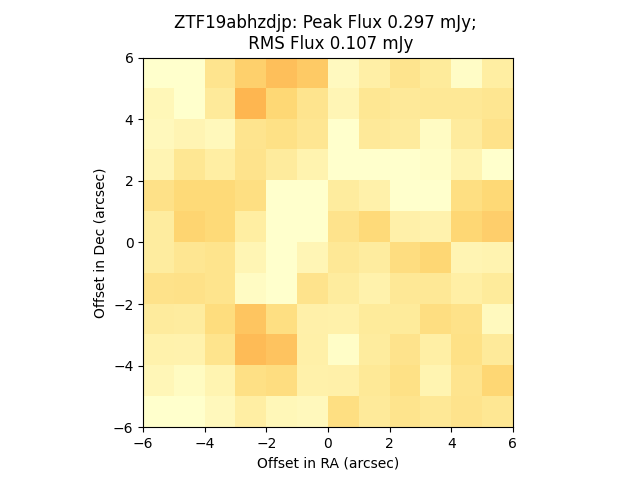 ZTF19abhzdjp: Peak Flux 0.297 mJy;
RMS Flux 0.107 mJy
6
4
2
0
−2
−4
−6
Offset in Dec (arcsec)
−6 −4 −2 0 2 4 6
Offset in RA (arcsec)